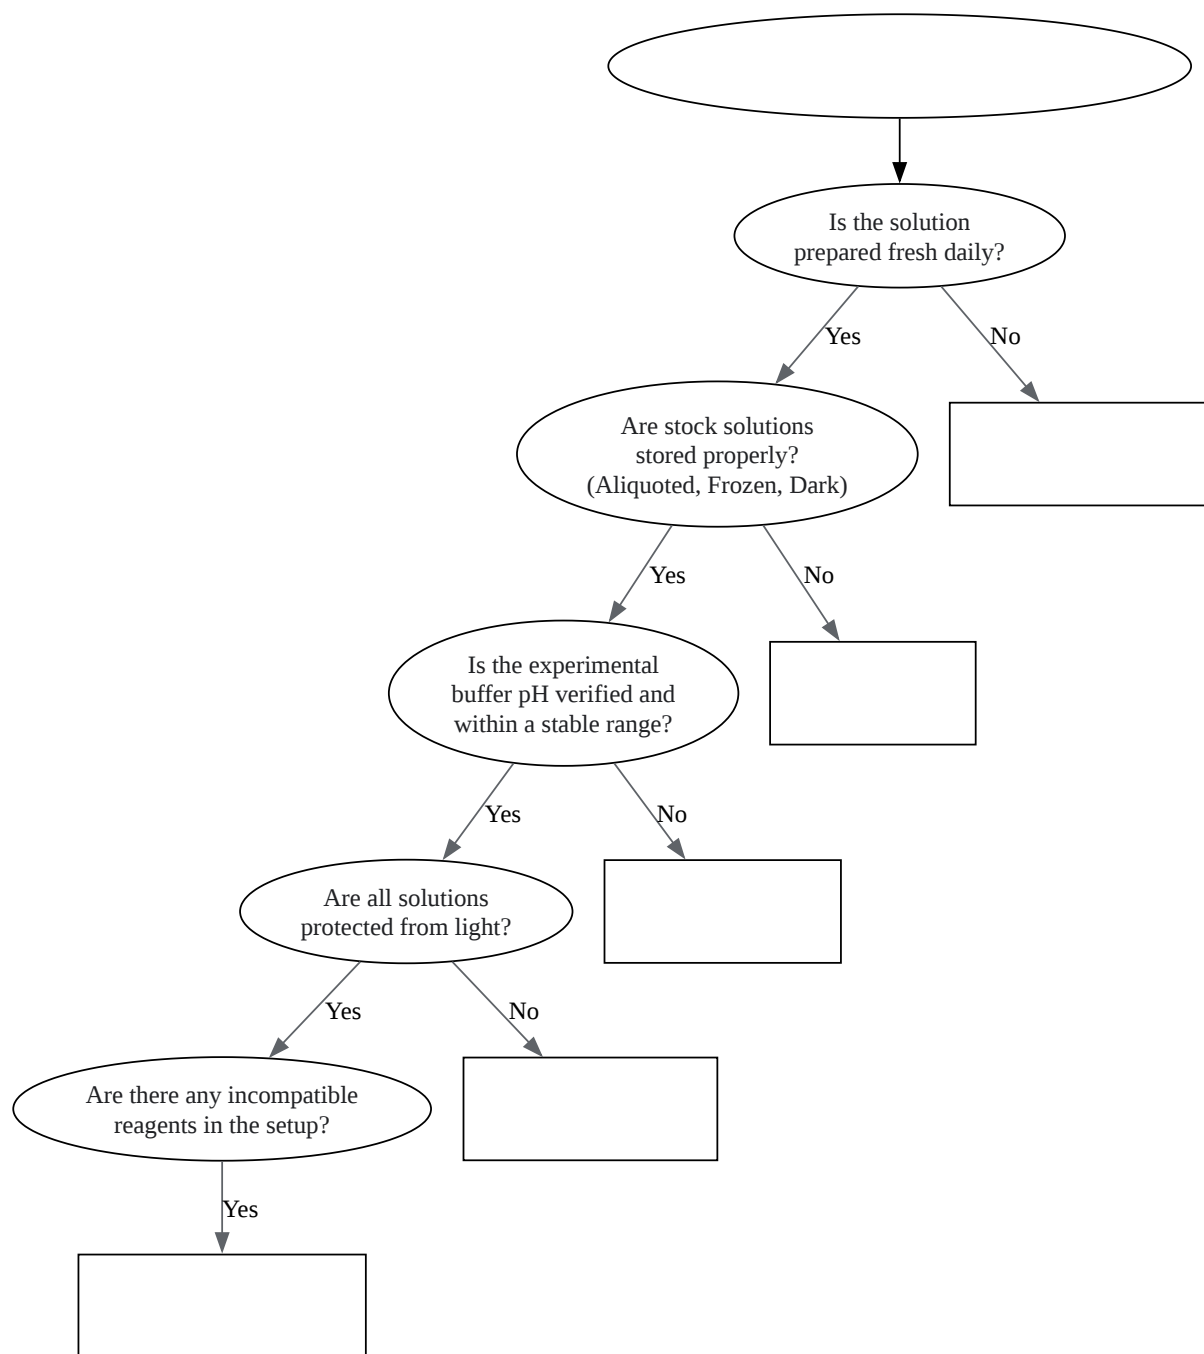 Is the solution
prepared fresh daily?
Yes
No
Are stock solutions
stored properly?
(Aliquoted, Frozen, Dark)
Yes
No
Is the experimental
buffer pH verified and
within a stable range?
Yes
No
Are all solutions
protected from light?
Yes
No
Are there any incompatible
reagents in the setup?
Yes